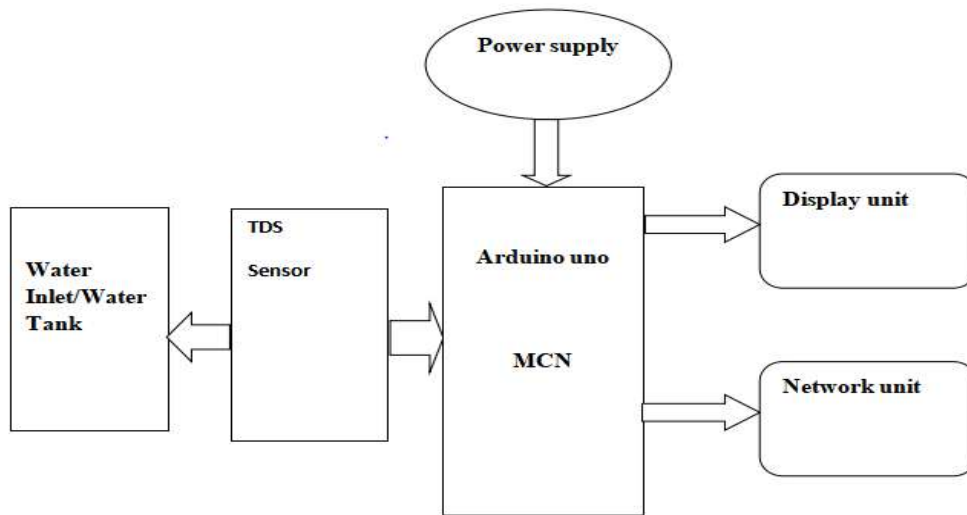 Power supply
Water
Inlet/Water
Tank
TDS
Sensor
Arduino uno
MCN
Display unit
Network unit